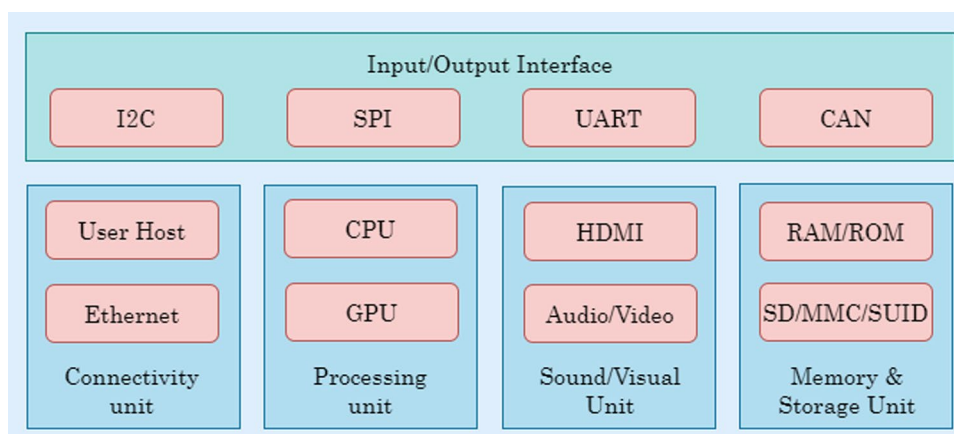 Input/Output Interface
I2C
SPI
UART
CAN
User Host
CPU
HDMI
RAM/ROM
Ethernet
GPU
Audio/Video
SD/MMC/SUID
Connectivity
unit
Processing
unit
Sound/Visual
Unit
Memory &
Storage Unit